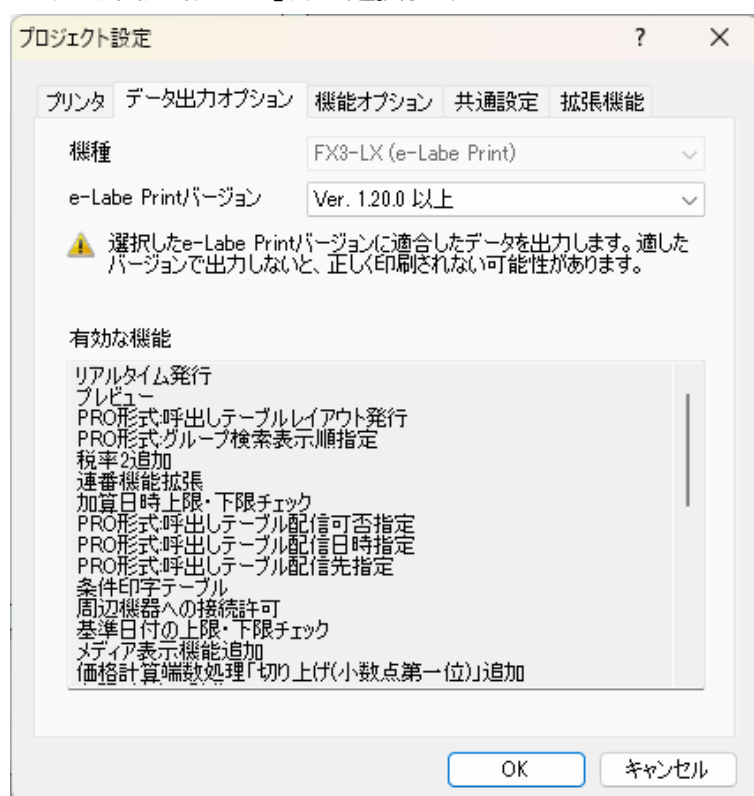 プロジェクト設定
?
プリンタ データ出力オプション 機能オプション 共通設定 拡張機能
機種 FX3-LX (e-Labe Print)
e-Labe Printバージョン Ver. 1.20.0 以上
選択したe-Labe Print/バージョンに適合したデータを出力します。適した
バージョンで出力しないと、正しく印刷されない可能性があります。
有効な機能
リアルタイム発行
プレビュー
PRO形式:呼出しテーブルレイアウト発行
PRO形式:グループ検索表示順指定
税率2追加
連番機能拡張
加算日時上限・下限チェック
PRO形式:呼出しテーブル配信可否指定
PRO形式:呼出しテーブル配信日時指定
PRO形式:呼出しテーブル配信先指定
条件印字テーブル
周辺機器への接続許可
基準日付の上限・下限チェック
メディア表示機能追加
価格計算端数処理「切り上げ(小数点第一位)」追加
OK キャンセル